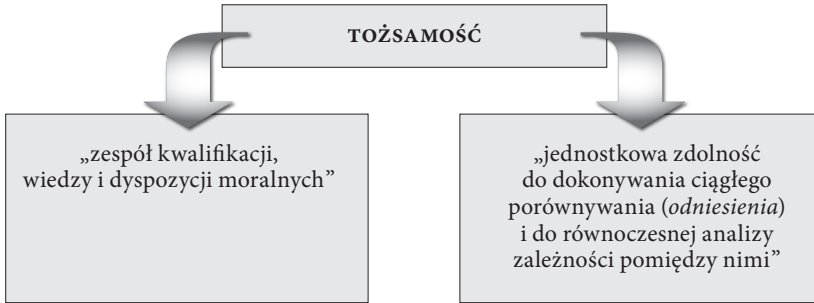 TOŻSAMOŚĆ
„zespół kwalifikacji,
wiedzy i dyspozycji moralnych”
„jednostkowa zdolność
do dokonywania ciągłego
porównywania (odniesienia)
i do równoczesnej analizy
zależności pomiędzy nimi”